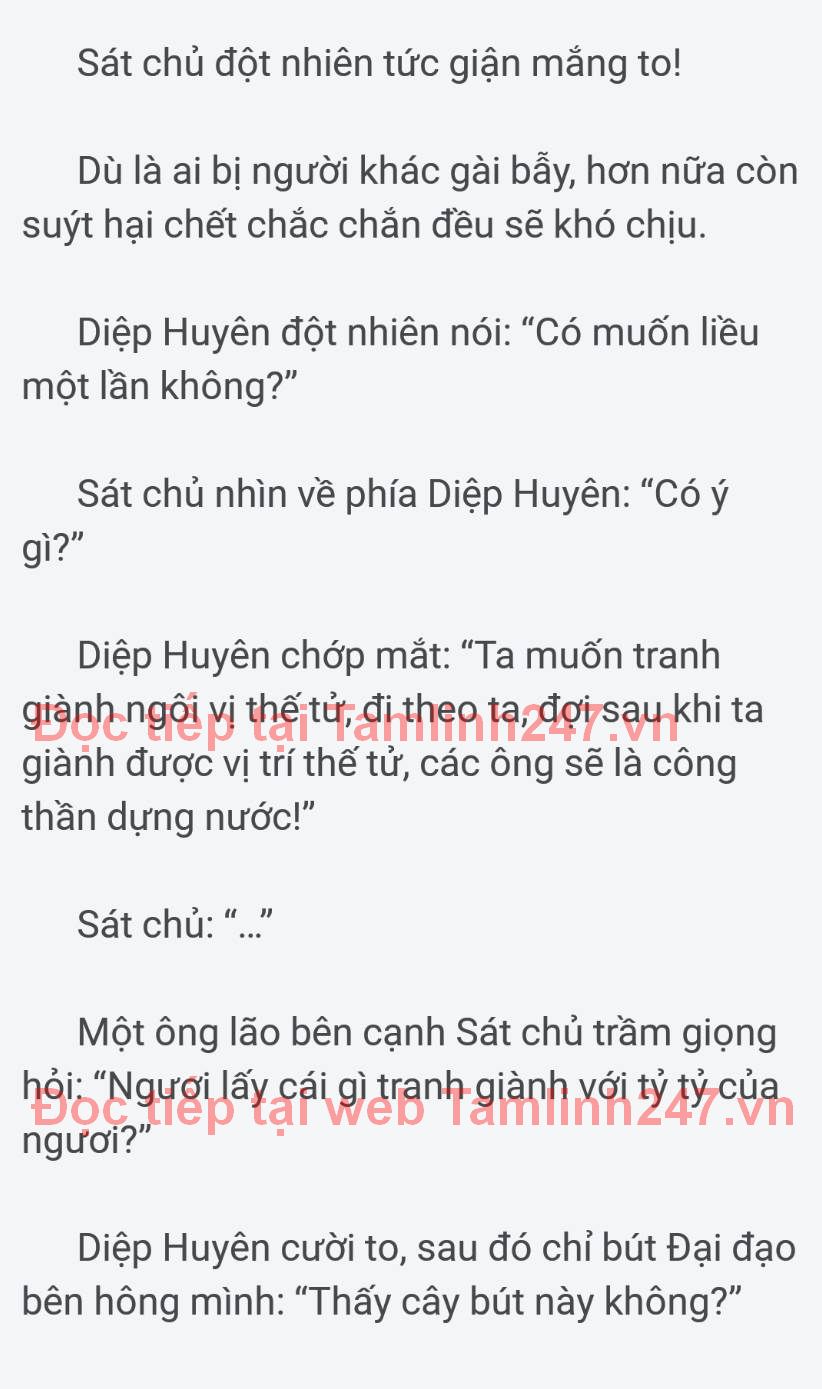 Sát chủ đột nhiên tức giận mắng to!
Dù là ai bị người khác gài bẫy, hơn nữa còn
suýt hại chết chắc chắn đều sẽ khó chịu.
Diệp Huyên đột nhiên nói: “Có muốn liều
một lần không?”
Sát chủ nhìn về phía Diệp Huyên: “Có ý
gì?”
Diệp Huyên chớp mắt: “Ta muốn tranh
giành ngôi vị thế tử, đi theo ta, đợi sau khi ta
Đọc tiếp tại Tamlinh247.vn
giành được vị trí thế tử, các ông sẽ là công
thần dựng nước!”
Sát chủ: “...”
Một ông lão bên cạnh Sát chủ trầm giọng
hỏi: “Ngươi lấy cái gì tranh giành với tỷ tỷ của
Đọc tiếp tại web Tamlinh247.vn
ngươi?”
Diệp Huyên cười to, sau đó chỉ bút Đại đạo
bên hông mình: “Thấy cây bút này không?”